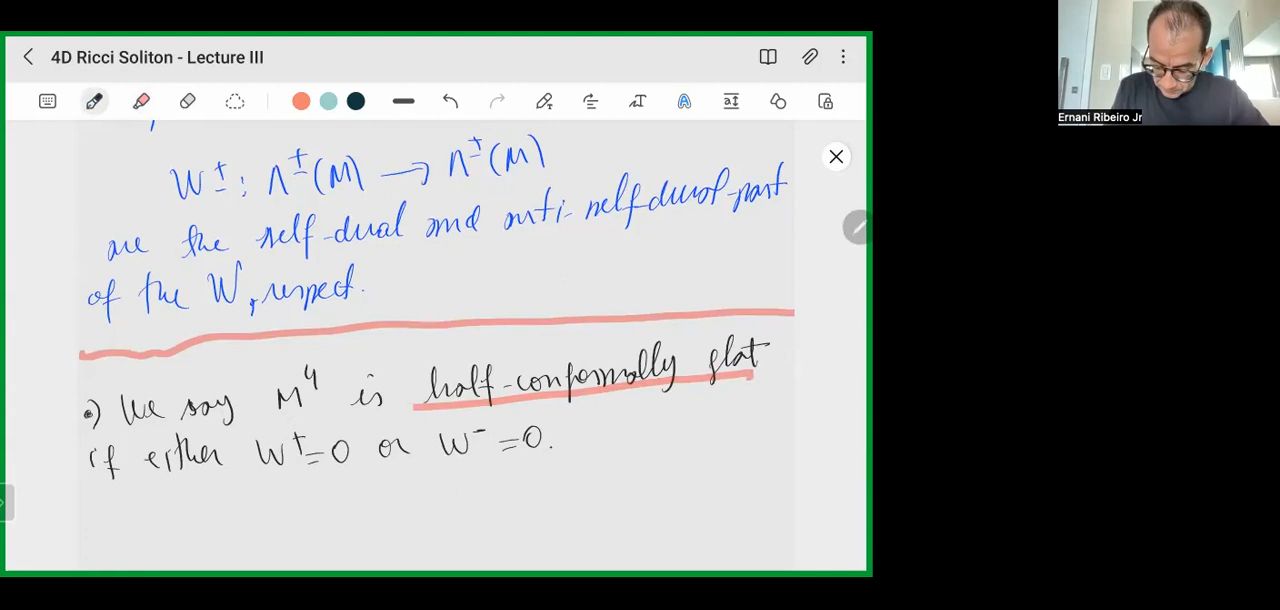 4D Ricci Soliton - Lecture III
Ernani Ribeiro Jr
W± : Λ±(M) → Λ±(M)
are the self-dual and anti-self-dual-part
of the W, respect.
•) We say M⁴ is half-conformally flat
if either W⁺=0 or W⁻=0.